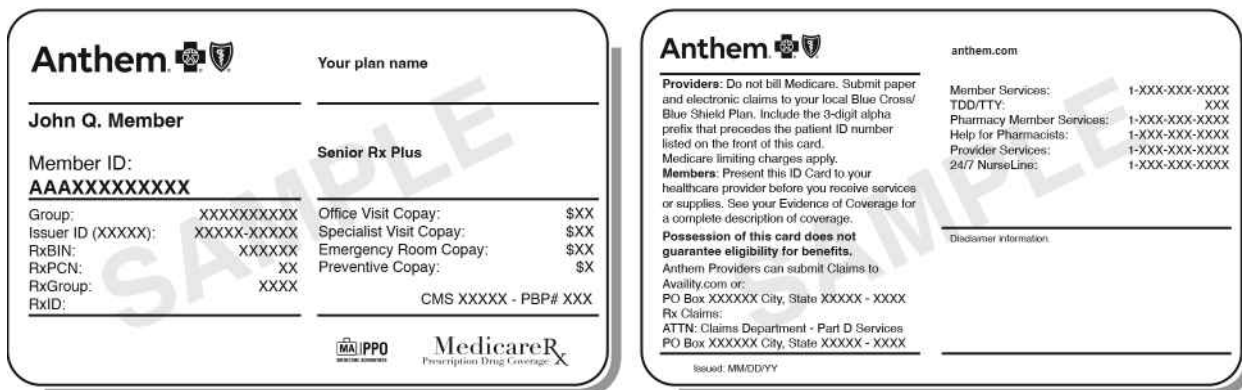 Anthem
Your plan name
John Q. Member
Member ID:
AAAXXXXXXXXX
Senior Rx Plus
Group: XXXXXXXXXX
Issuer ID (XXXXX): XXXXX-XXXXX
RxBIN: XXXXXX
RxPCN: XX
RxGroup: XXXX
RxID:
Office Visit Copay: $XX
Specialist Visit Copay: $XX
Emergency Room Copay: $XX
Preventive Copay: $X
CMS XXXXX - PBP# XXX
MA PPO
MEDICARE ADVANTAGE
MedicareRx
Prescription Drug Coverage
SAMPLE
Anthem
Providers: Do not bill Medicare. Submit paper
and electronic claims to your local Blue Cross/
Blue Shield Plan. Include the 3-digit alpha
prefix that precedes the patient ID number
listed on the front of this card.
Medicare limiting charges apply.
Members: Present this ID Card to your
healthcare provider before you receive services
or supplies. See your Evidence of Coverage for
a complete description of coverage.
Possession of this card does not
guarantee eligibility for benefits.
Anthem Providers can submit Claims to
Availity.com or:
PO Box XXXXXX City, State XXXXX - XXXX
Rx Claims:
ATTN: Claims Department - Part D Services
PO Box XXXXXX City, State XXXXX - XXXX
Issued: MM/DD/YY
anthem.com
Member Services: 1-XXX-XXX-XXXX
TDD/TTY: XXX
Pharmacy Member Services: 1-XXX-XXX-XXXX
Help for Pharmacists: 1-XXX-XXX-XXXX
Provider Services: 1-XXX-XXX-XXXX
24/7 NurseLine: 1-XXX-XXX-XXXX
Disclaimer information.
SAMPLE